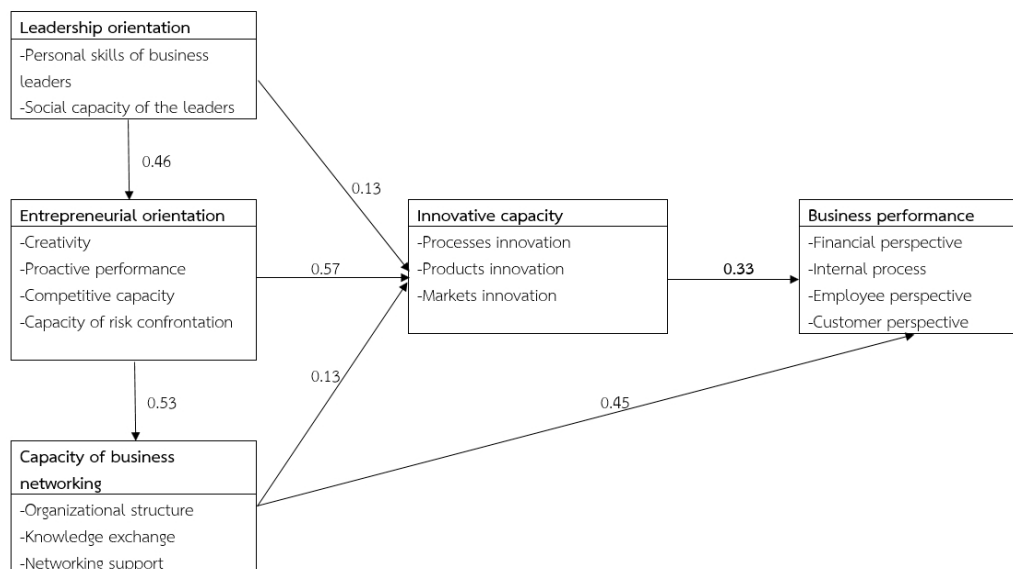 Leadership orientation
-Personal skills of business
leaders
-Social capacity of the leaders
0.46
0.13
Entrepreneurial orientation
-Creativity
-Proactive performance
-Competitive capacity
-Capacity of risk confrontation
0.57
Innovative capacity
-Processes innovation
-Products innovation
-Markets innovation
0.33
Business performance
-Financial perspective
-Internal process
-Employee perspective
-Customer perspective
0.13
0.53
0.45
Capacity of business
networking
-Organizational structure
-Knowledge exchange
-Networking support